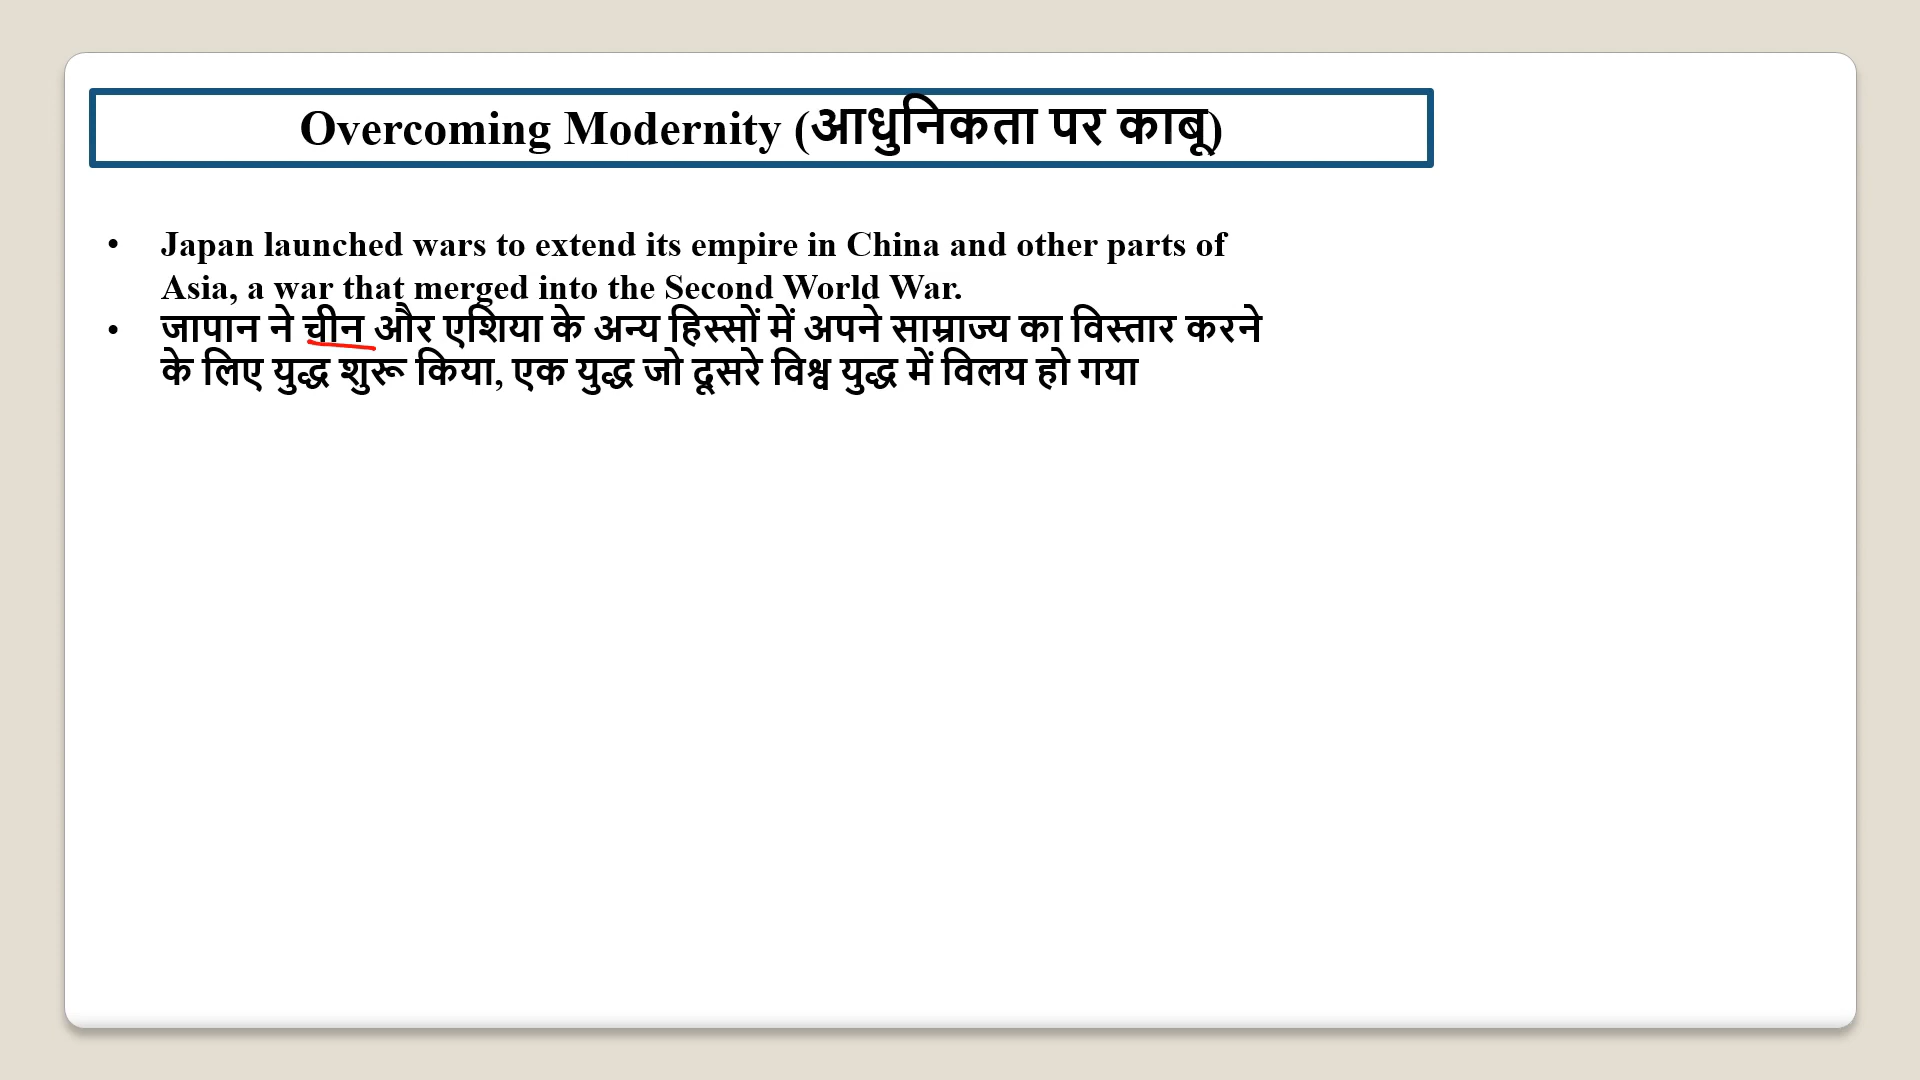 Overcoming Modernity (आधुनिकता पर काबू)
• Japan launched wars to extend its empire in China and other parts of
Asia, a war that merged into the Second World War.
• जापान ने चीन और एशिया के अन्य हिस्सों में अपने साम्राज्य का विस्तार करने
के लिए युद्ध शुरू किया, एक युद्ध जो दूसरे विश्व युद्ध में विलय हो गया